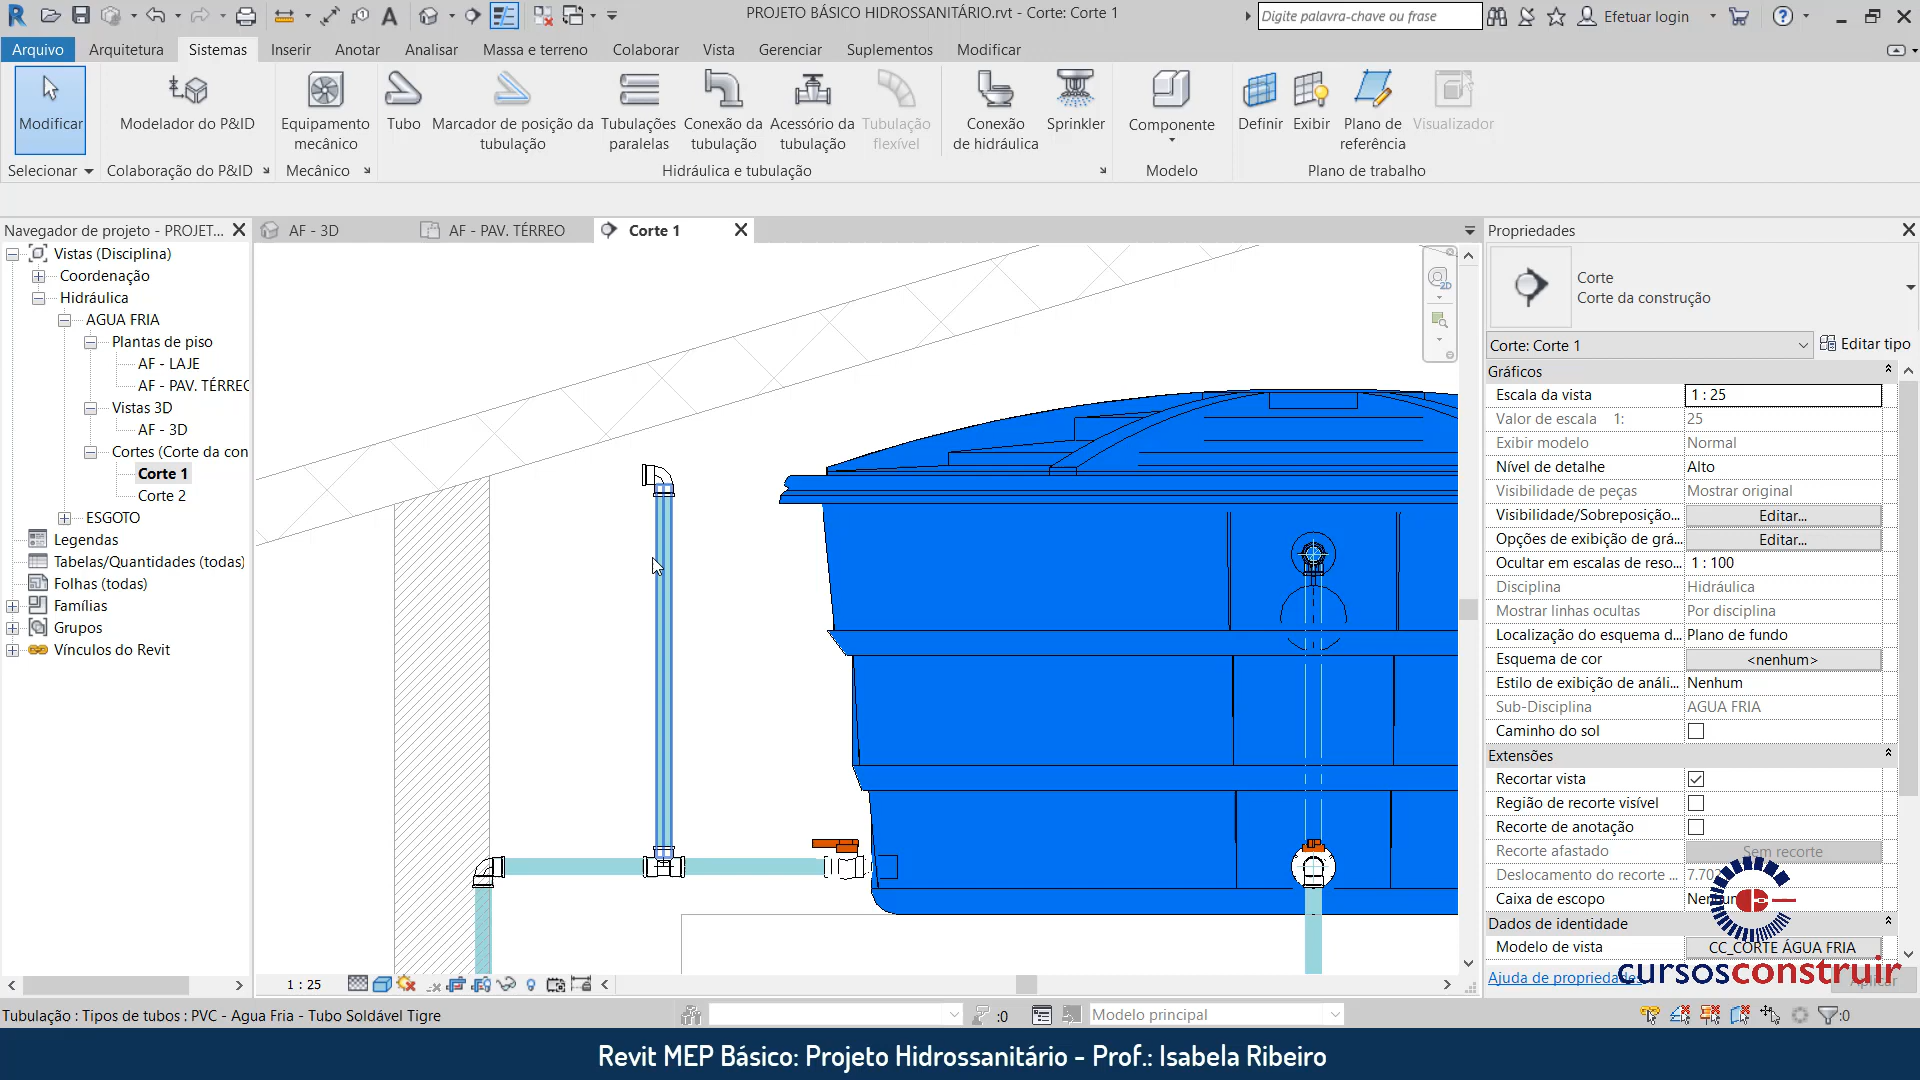 PROJETO BÁSICO HIDROSSANITÁRIO.rvt - Corte: Corte 1
Digite palavra-chave ou frase
Efetuar login
Arquivo Arquitetura Sistemas Inserir Anotar Analisar Massa e terreno Colaborar Vista Gerenciar Suplementos Modificar
Modificar
Modelador do P&ID
Equipamento mecânico
Tubo
Marcador de posição da tubulação
Tubulações paralelas
Conexão da tubulação
Acessório da tubulação
Tubulação flexível
Conexão de hidráulica
Sprinkler
Componente
Definir
Exibir
Plano de referência
Visualizador
Selecionar
Colaboração do P&ID
Mecânico
Hidráulica e tubulação
Modelo
Plano de trabalho
Navegador de projeto - PROJET...
Vistas (Disciplina)
Coordenação
Hidráulica
AGUA FRIA
Plantas de piso
AF - LAJE
AF - PAV. TÉRREO
Vistas 3D
AF - 3D
Cortes (Corte da con
Corte 1
Corte 2
ESGOTO
Legendas
Tabelas/Quantidades (todas)
Folhas (todas)
Famílias
Grupos
Vínculos do Revit
AF - 3D
AF - PAV. TÉRREO
Corte 1
2D
1 : 25
Propriedades
Corte
Corte da construção
Corte: Corte 1
Editar tipo
Gráficos
Escala da vista 1 : 25
Valor de escala 1: 25
Exibir modelo Normal
Nível de detalhe Alto
Visibilidade de peças Mostrar original
Visibilidade/Sobreposição... Editar...
Opções de exibição de grá... Editar...
Ocultar em escalas de reso... 1 : 100
Disciplina Hidráulica
Mostrar linhas ocultas Por disciplina
Localização do esquema d... Plano de fundo
Esquema de cor <nenhum>
Estilo de exibição de análi... Nenhum
Sub-Disciplina AGUA FRIA
Caminho do sol
Extensões
Recortar vista
Região de recorte visível
Recorte de anotação
Recorte afastado Sem recorte
Deslocamento do recorte ... 7.702
Caixa de escopo
Dados de identidade
Modelo de vista CC_CORTE ÁGUA FRIA
Ajuda de propriedades
Aplicar
cursosconstruir
Tubulação : Tipos de tubos : PVC - Agua Fria - Tubo Soldável Tigre
:0
Modelo principal
:0
Revit MEP Básico: Projeto Hidrossanitário - Prof.: Isabela Ribeiro